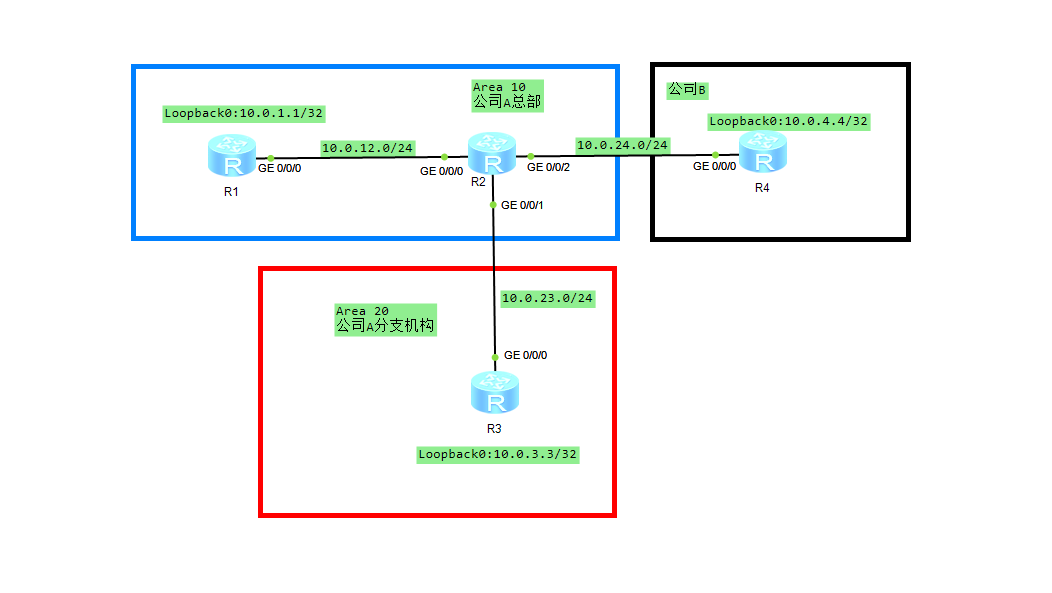 Area 10
公司A总部
公司B
Loopback0:10.0.1.1/32
Loopback0:10.0.4.4/32
10.0.12.0/24
10.0.24.0/24
R
GE 0/0/0
GE 0/0/0
R
GE 0/0/2
GE 0/0/0
R
R1
R2
R4
GE 0/0/1
10.0.23.0/24
Area 20
公司A分支机构
GE 0/0/0
R
R3
Loopback0:10.0.3.3/32